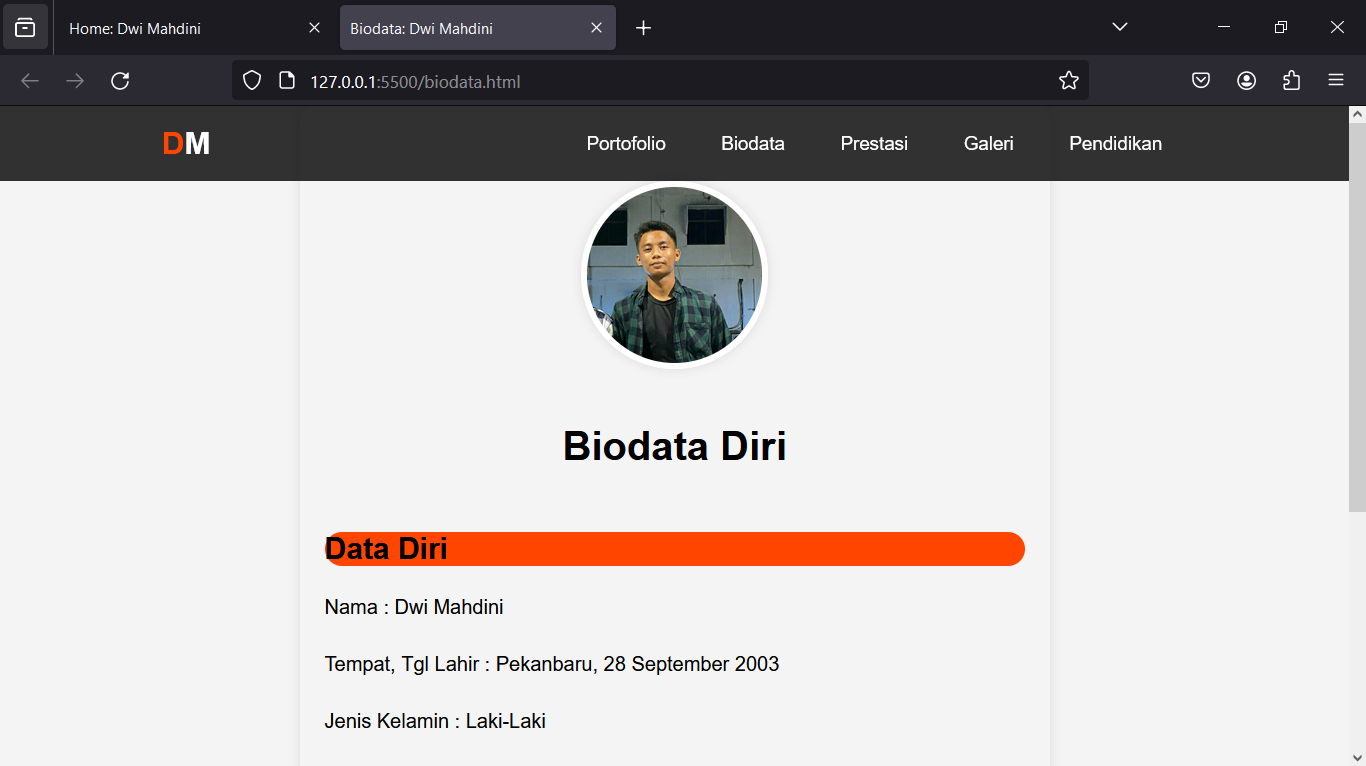 Home: Dwi Mahdini
Biodata: Dwi Mahdini
127.0.0.1:5500/biodata.html
DM
Portofolio
Biodata
Prestasi
Galeri
Pendidikan
Biodata Diri
Data Diri
Nama : Dwi Mahdini
Tempat, Tgl Lahir : Pekanbaru, 28 September 2003
Jenis Kelamin : Laki-Laki